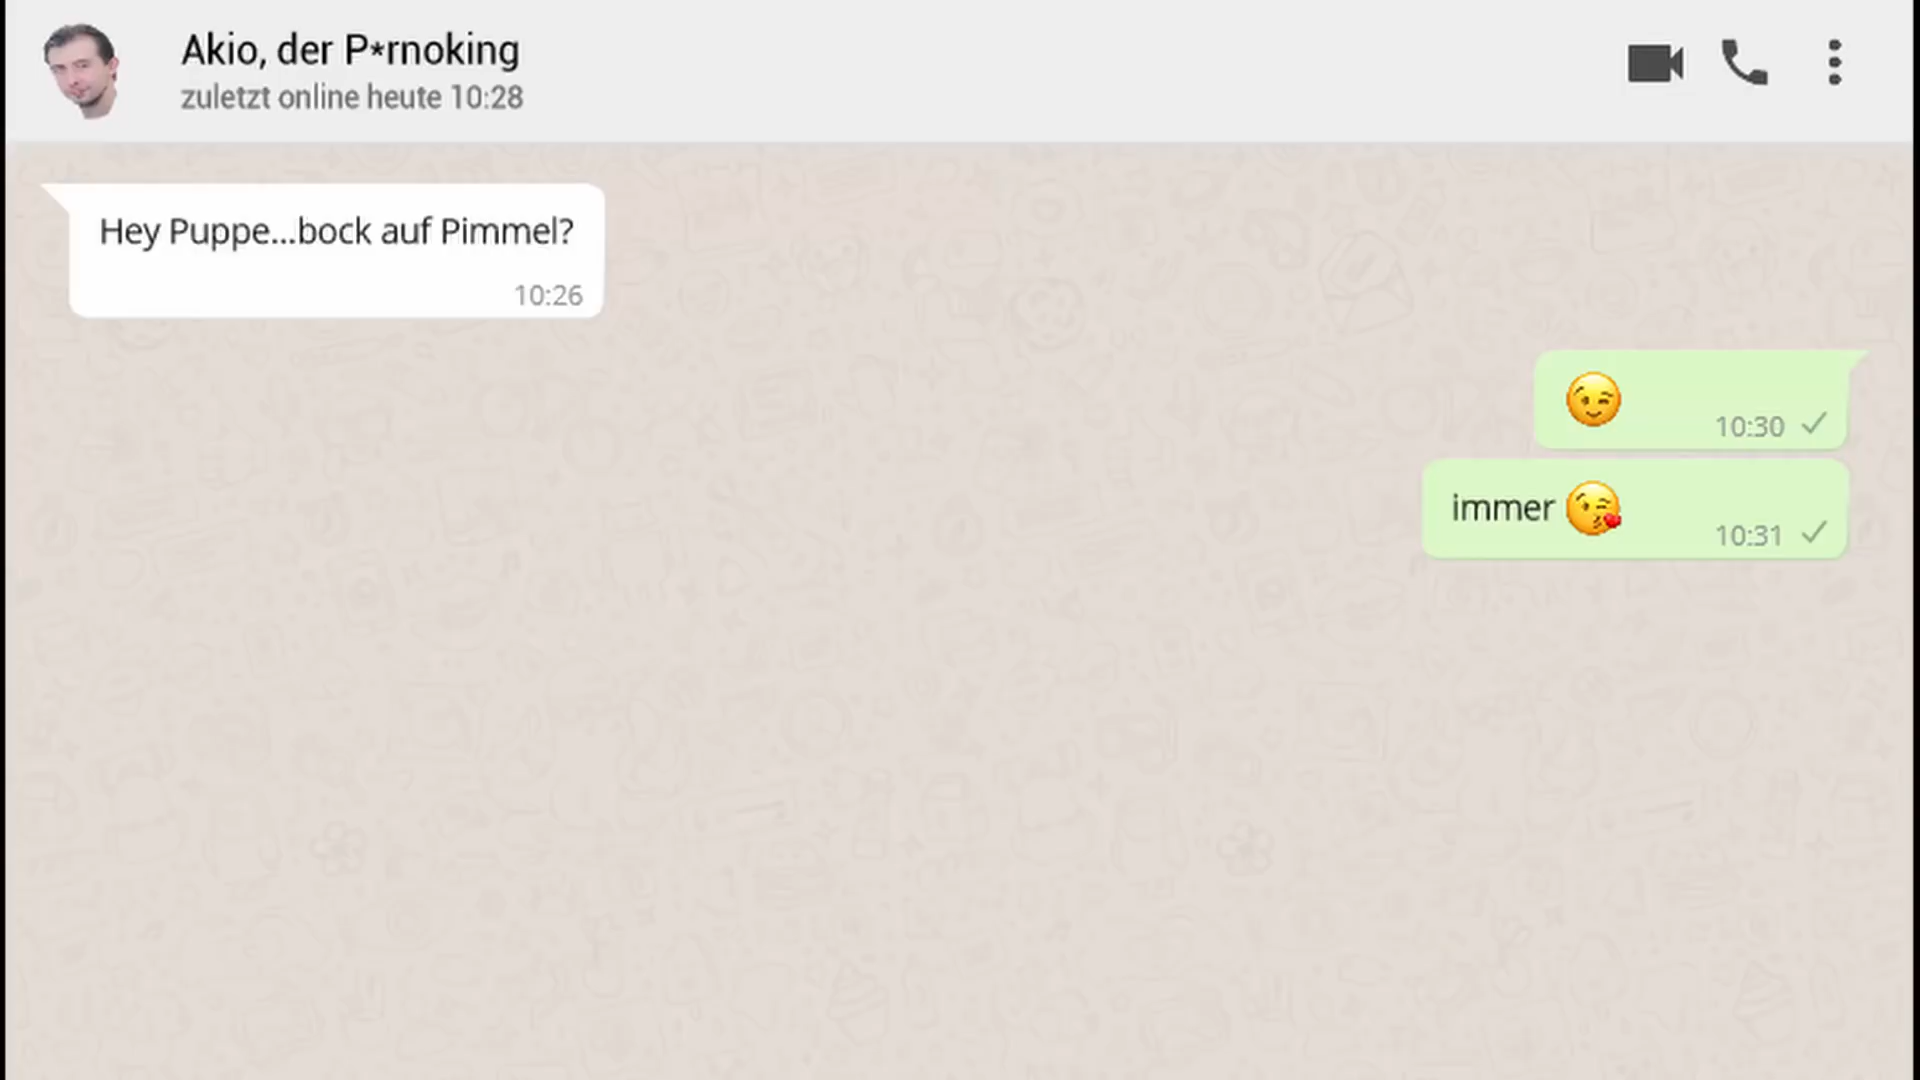 Akio, der P*rnoking
zuletzt online heute 10:28
Hey Puppe...bock auf Pimmel?
10:26
😉 10:30
immer 😘 10:31